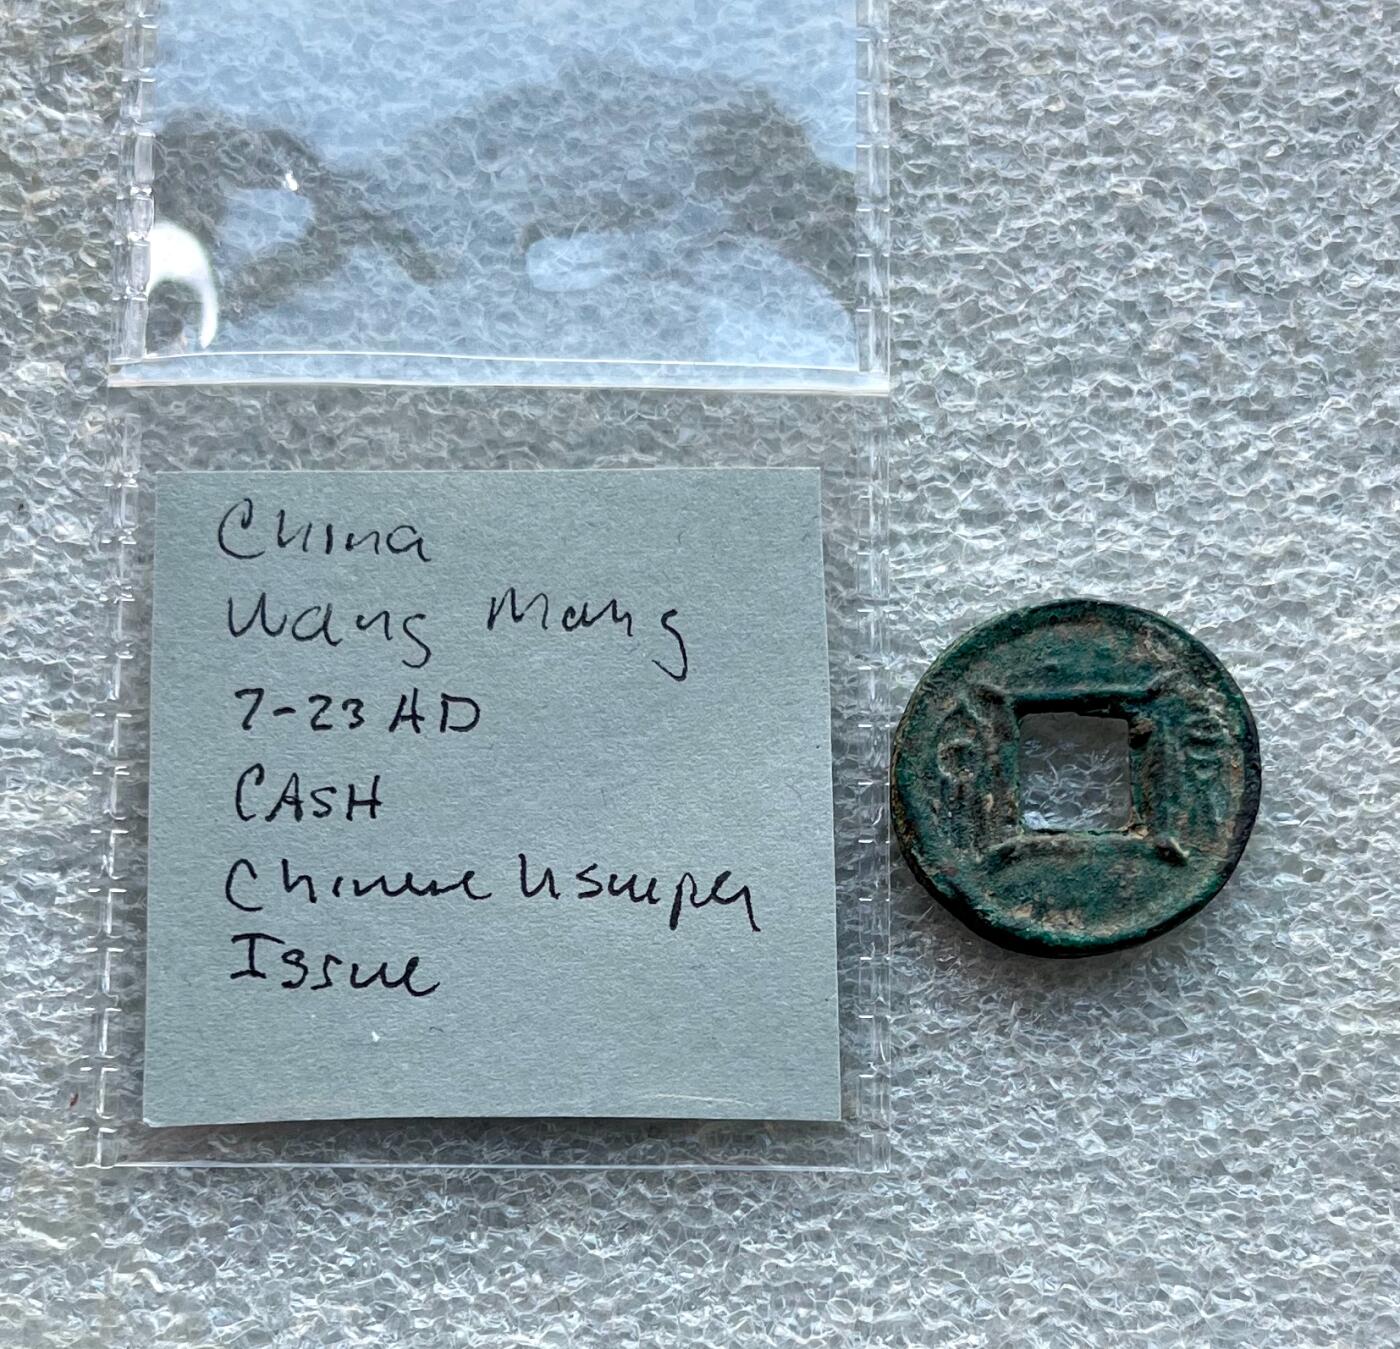 China
Wang Mang
7-23 AD
CASH
Chinese Usurper
Issue